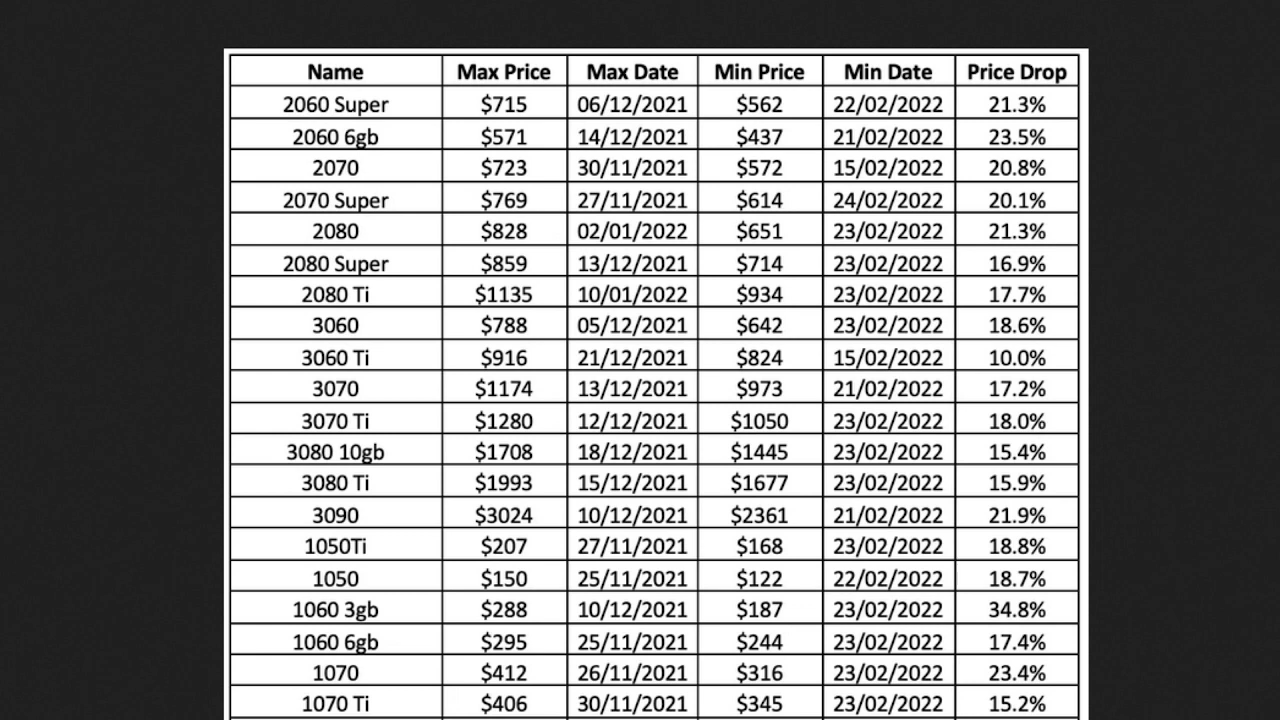 Name Max Price Max Date Min Price Min Date Price Drop
2060 Super $715 06/12/2021 $562 22/02/2022 21.3%
2060 6gb $571 14/12/2021 $437 21/02/2022 23.5%
2070 $723 30/11/2021 $572 15/02/2022 20.8%
2070 Super $769 27/11/2021 $614 24/02/2022 20.1%
2080 $828 02/01/2022 $651 23/02/2022 21.3%
2080 Super $859 13/12/2021 $714 23/02/2022 16.9%
2080 Ti $1135 10/01/2022 $934 23/02/2022 17.7%
3060 $788 05/12/2021 $642 23/02/2022 18.6%
3060 Ti $916 21/12/2021 $824 15/02/2022 10.0%
3070 $1174 13/12/2021 $973 21/02/2022 17.2%
3070 Ti $1280 12/12/2021 $1050 23/02/2022 18.0%
3080 10gb $1708 18/12/2021 $1445 23/02/2022 15.4%
3080 Ti $1993 15/12/2021 $1677 23/02/2022 15.9%
3090 $3024 10/12/2021 $2361 21/02/2022 21.9%
1050Ti $207 27/11/2021 $168 23/02/2022 18.8%
1050 $150 25/11/2021 $122 22/02/2022 18.7%
1060 3gb $288 10/12/2021 $187 23/02/2022 34.8%
1060 6gb $295 25/11/2021 $244 23/02/2022 17.4%
1070 $412 26/11/2021 $316 23/02/2022 23.4%
1070 Ti $406 30/11/2021 $345 23/02/2022 15.2%